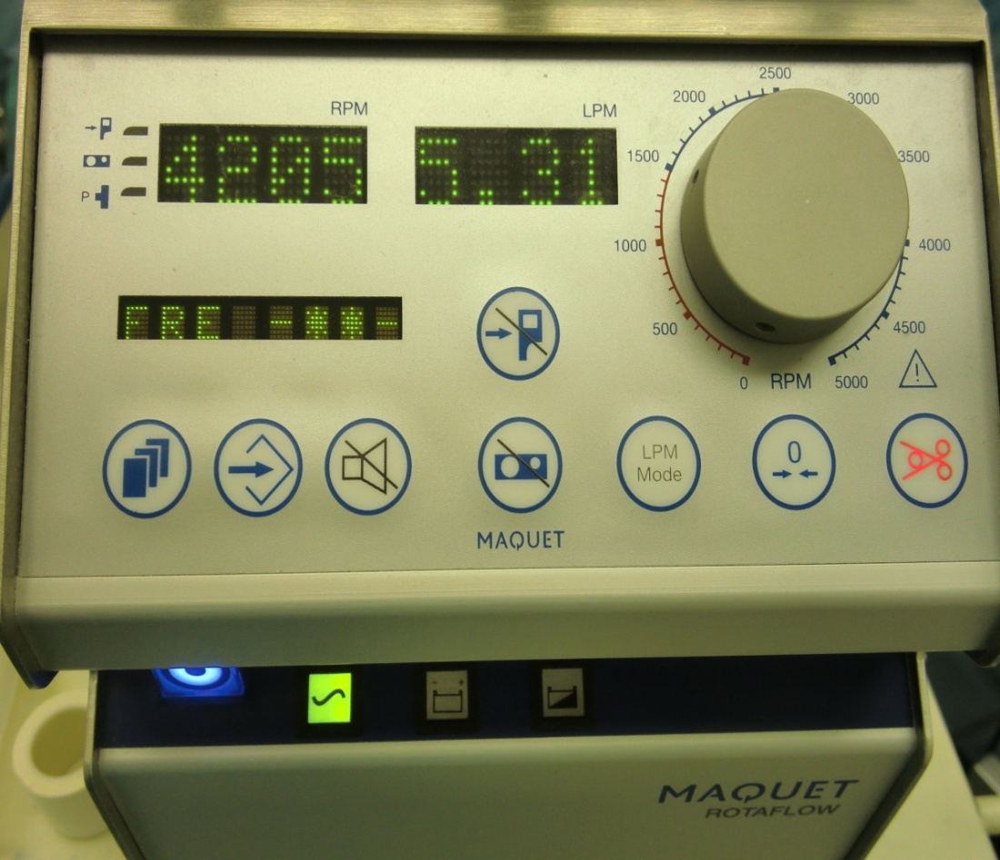 RPM
LPM
4205
5.31
FRE -**-
0
500
1000
1500
2000
2500
3000
3500
4000
4500
5000
RPM
P
LPM
Mode
0
MAQUET
MAQUET
ROTAFLOW